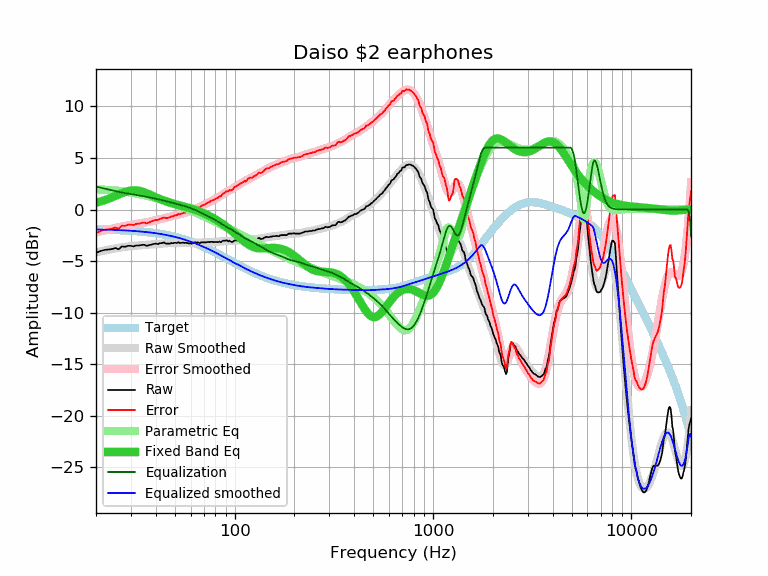 Daiso $2 earphones
Amplitude (dBr)
10
5
0
−5
−10
−15
−20
−25
Target
Raw Smoothed
Error Smoothed
Raw
Error
Parametric Eq
Fixed Band Eq
Equalization
Equalized smoothed
100
1000
10000
Frequency (Hz)